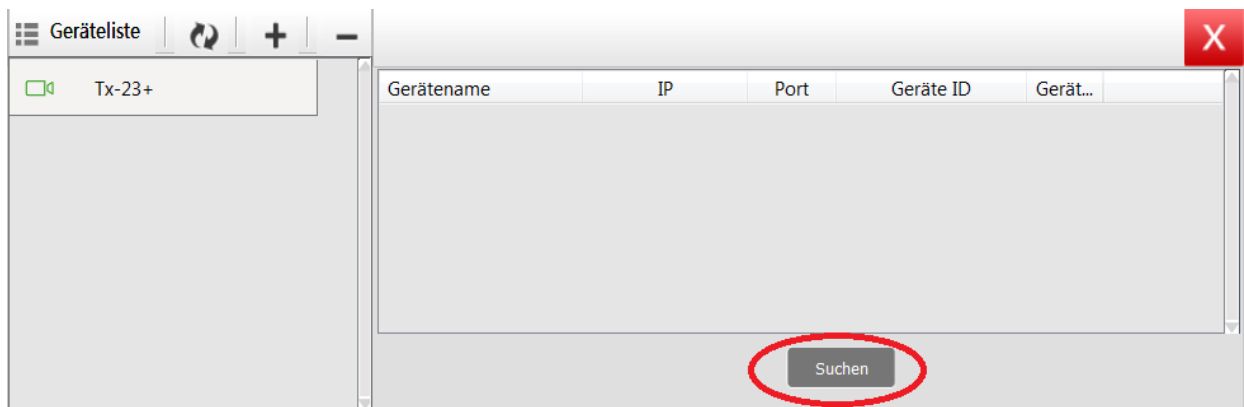 Geräteliste
X
Tx-23+
Gerätename IP Port Geräte ID Gerät...
Suchen